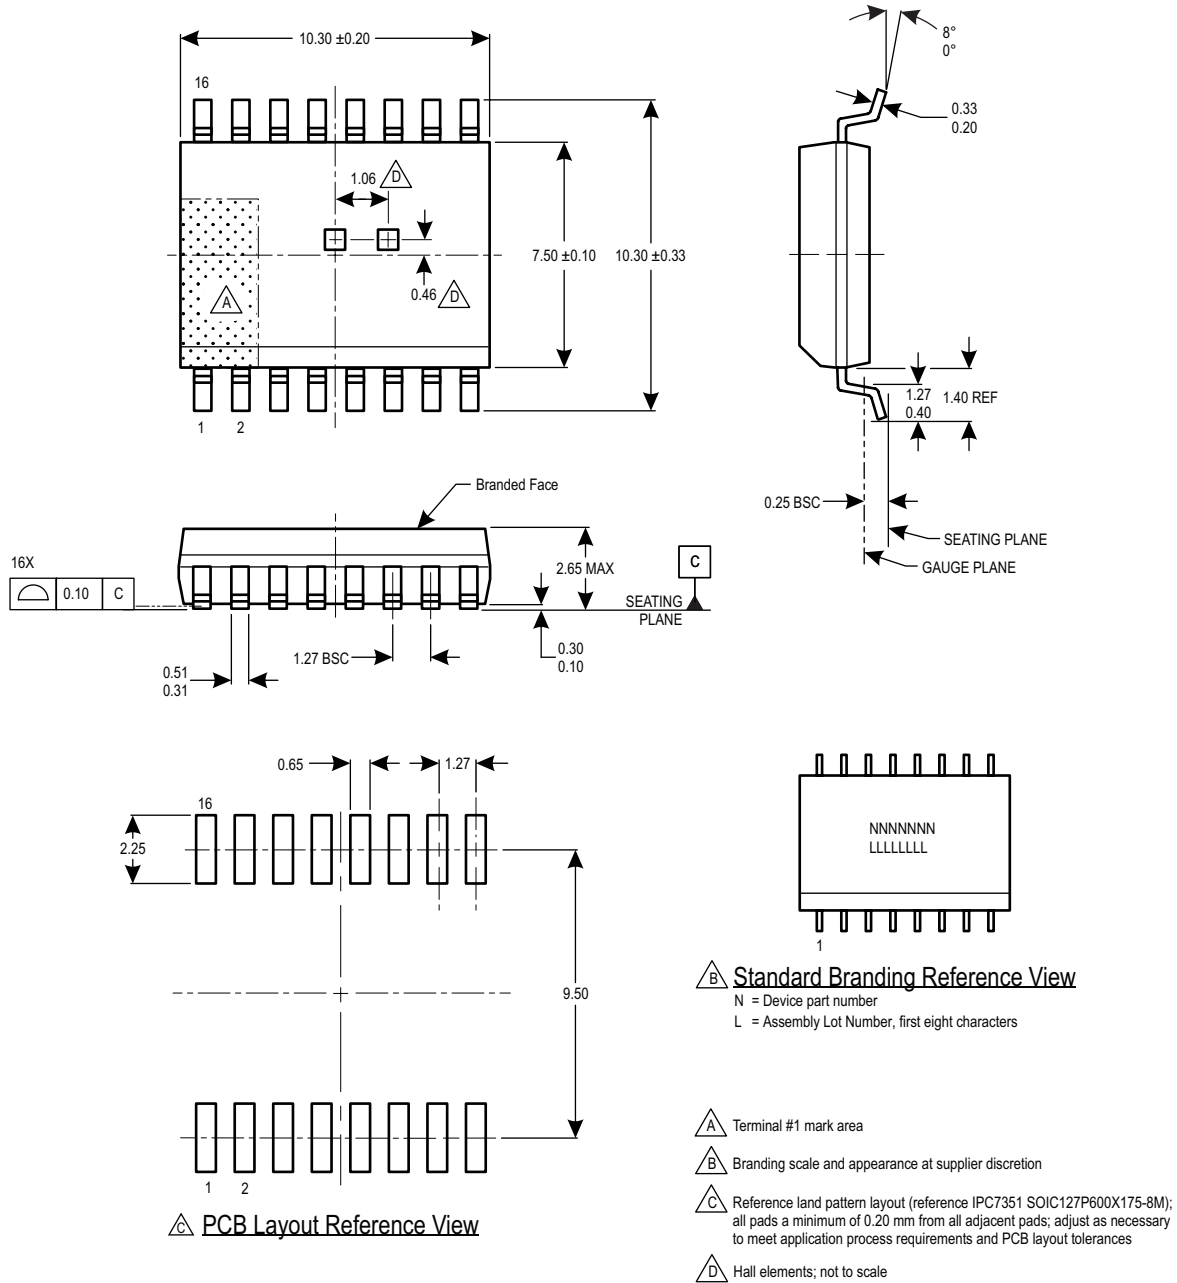 10.30 ±0.20
8°
0°
16
0.33
0.20
1.06 D
7.50 ±0.10
10.30 ±0.33
0.46 D
A
1.27
0.40
1.40 REF
1 2
0.25 BSC
Branded Face
SEATING PLANE
GAUGE PLANE
16X
0.10 C
2.65 MAX
C
SEATING
PLANE
1.27 BSC
0.30
0.10
0.51
0.31
0.65
1.27
16
2.25
NNNNNNN
LLLLLLLL
1
9.50
B Standard Branding Reference View
N = Device part number
L = Assembly Lot Number, first eight characters
1 2
C PCB Layout Reference View
A Terminal #1 mark area
B Branding scale and appearance at supplier discretion
C Reference land pattern layout (reference IPC7351 SOIC127P600X175-8M);
all pads a minimum of 0.20 mm from all adjacent pads; adjust as necessary
to meet application process requirements and PCB layout tolerances
D Hall elements; not to scale